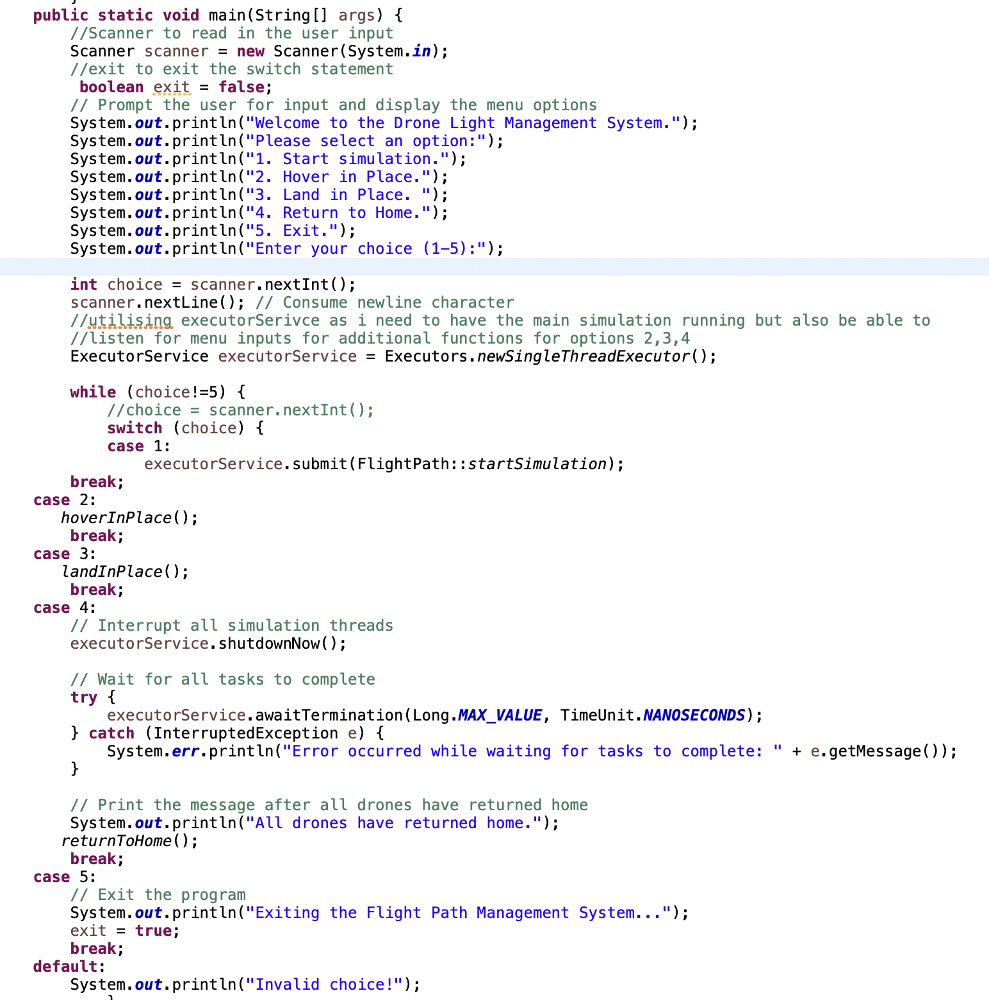 }
public static void main(String[] args) {
//Scanner to read in the user input
Scanner scanner = new Scanner(System.in);
//exit to exit the switch statement
boolean exit = false;
// Prompt the user for input and display the menu options
System.out.println("Welcome to the Drone Light Management System.");
System.out.println("Please select an option:");
System.out.println("1. Start simulation.");
System.out.println("2. Hover in Place.");
System.out.println("3. Land in Place. ");
System.out.println("4. Return to Home.");
System.out.println("5. Exit.");
System.out.println("Enter your choice (1–5):");
int choice = scanner.nextInt();
scanner.nextLine(); // Consume newline character
//utilising executorSerivce as i need to have the main simulation running but also be able to
//listen for menu inputs for additional functions for options 2,3,4
ExecutorService executorService = Executors.newSingleThreadExecutor();
while (choice!=5) {
//choice = scanner.nextInt();
switch (choice) {
case 1:
executorService.submit(FlightPath::startSimulation);
break;
case 2:
hoverInPlace();
break;
case 3:
landInPlace();
break;
case 4:
// Interrupt all simulation threads
executorService.shutdownNow();
// Wait for all tasks to complete
try {
executorService.awaitTermination(Long.MAX_VALUE, TimeUnit.NANOSECONDS);
} catch (InterruptedException e) {
System.err.println("Error occurred while waiting for tasks to complete: " + e.getMessage());
}
// Print the message after all drones have returned home
System.out.println("All drones have returned home.");
returnToHome();
break;
case 5:
// Exit the program
System.out.println("Exiting the Flight Path Management System...");
exit = true;
break;
default:
System.out.println("Invalid choice!");
}